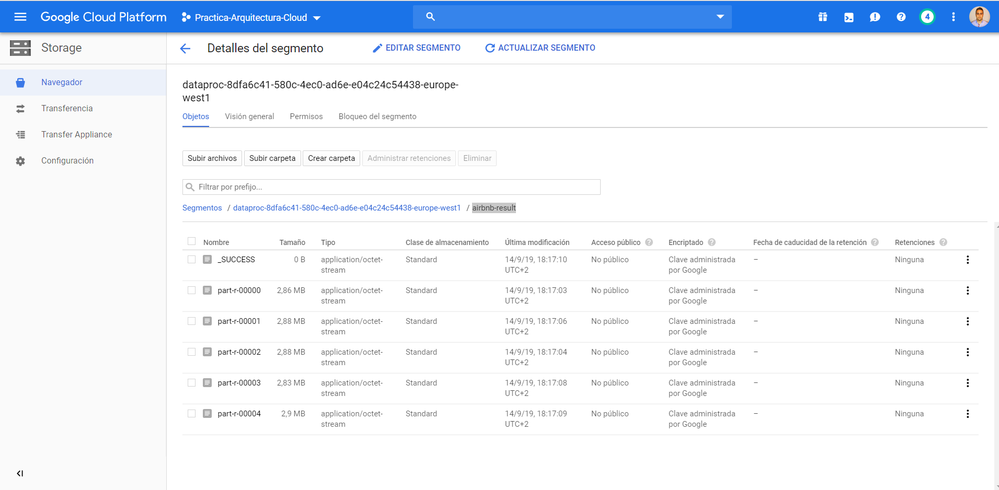 Google Cloud Platform
Practica-Arquitectura-Cloud
4
Storage
Detalles del segmento
EDITAR SEGMENTO
ACTUALIZAR SEGMENTO
Navegador
Transferencia
Transfer Appliance
Configuración
dataproc-8dfa6c41-580c-4ec0-ad6e-e04c24c54438-europe-
west1
Objetos Visión general Permisos Bloqueo del segmento
Subir archivos Subir carpeta Crear carpeta Administrar retenciones Eliminar
Filtrar por prefijo...
Segmentos / dataproc-8dfa6c41-580c-4ec0-ad6e-e04c24c54438-europe-west1 / airbnb-result
Nombre Tamaño Tipo Clase de almacenamiento Última modificación Acceso público ? Encriptado ? Fecha de caducidad de la retención ? Retenciones ?
_SUCCESS 0 B application/octet- Standard 14/9/19, 18:17:10 No público Clave administrada – Ninguna
stream UTC+2 por Google
part-r-00000 2,86 MB application/octet- Standard 14/9/19, 18:17:03 No público Clave administrada – Ninguna
stream UTC+2 por Google
part-r-00001 2,88 MB application/octet- Standard 14/9/19, 18:17:06 No público Clave administrada – Ninguna
stream UTC+2 por Google
part-r-00002 2,88 MB application/octet- Standard 14/9/19, 18:17:04 No público Clave administrada – Ninguna
stream UTC+2 por Google
part-r-00003 2,83 MB application/octet- Standard 14/9/19, 18:17:08 No público Clave administrada – Ninguna
stream UTC+2 por Google
part-r-00004 2,9 MB application/octet- Standard 14/9/19, 18:17:09 No público Clave administrada – Ninguna
stream UTC+2 por Google